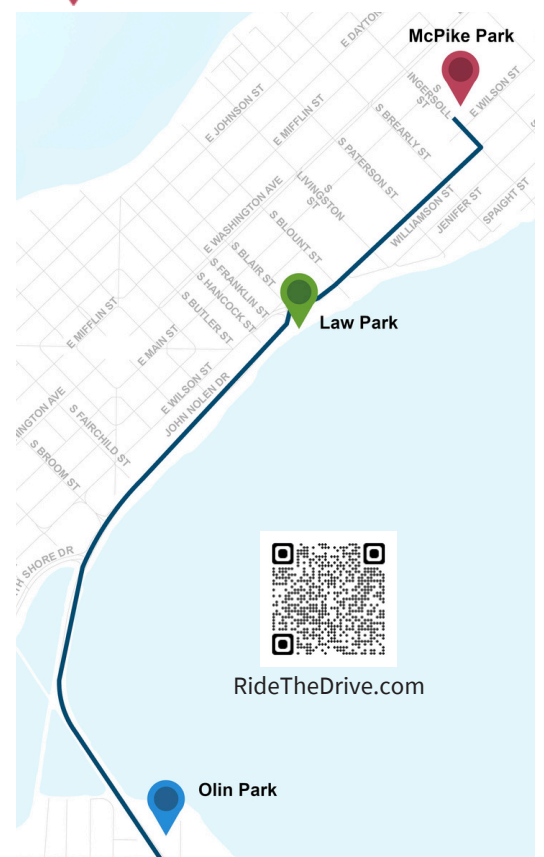 E DAYTON
McPike Park
S
INGERSOLL
ST
E WILSON ST
E JOHNSON ST
E MIFFLIN ST
S BREARLY ST
S
S PATERSON ST
S
LIVINGSTON
ST
WILLIAMSON ST
JENIFER ST
SPAIGHT ST
E WASHINGTON AVE
S BLOUNT ST
S BLAIR ST
S FRANKLIN ST
S HANCOCK ST
S BUTLER ST
Law Park
E MIFFLIN ST
E MAIN ST
E WILSON ST
JOHN NOLEN DR
INGTON AVE
S FAIRCHILD ST
S BROOM ST
TH SHORE DR
RideTheDrive.com
Olin Park